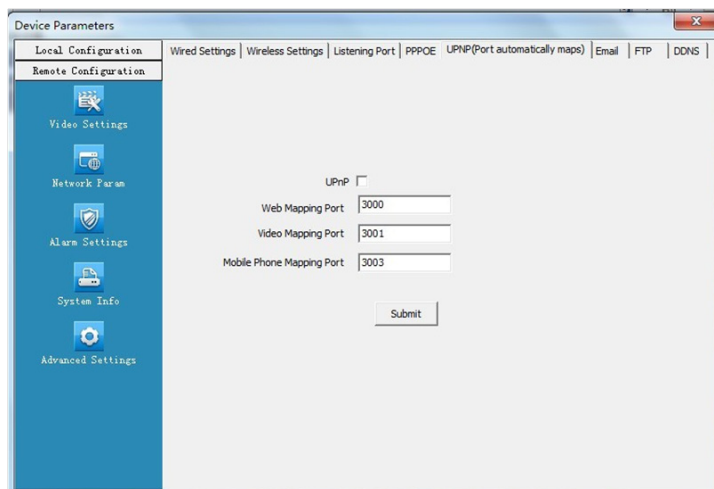 Device Parameters
Local Configuration
Remote Configuration
Wired Settings Wireless Settings Listening Port PPPOE UPNP(Port automatically maps) Email FTP DDNS
Video Settings
Network Param
Alarm Settings
System Info
Advanced Settings
UPnP
Web Mapping Port 3000
Video Mapping Port 3001
Mobile Phone Mapping Port 3003
Submit